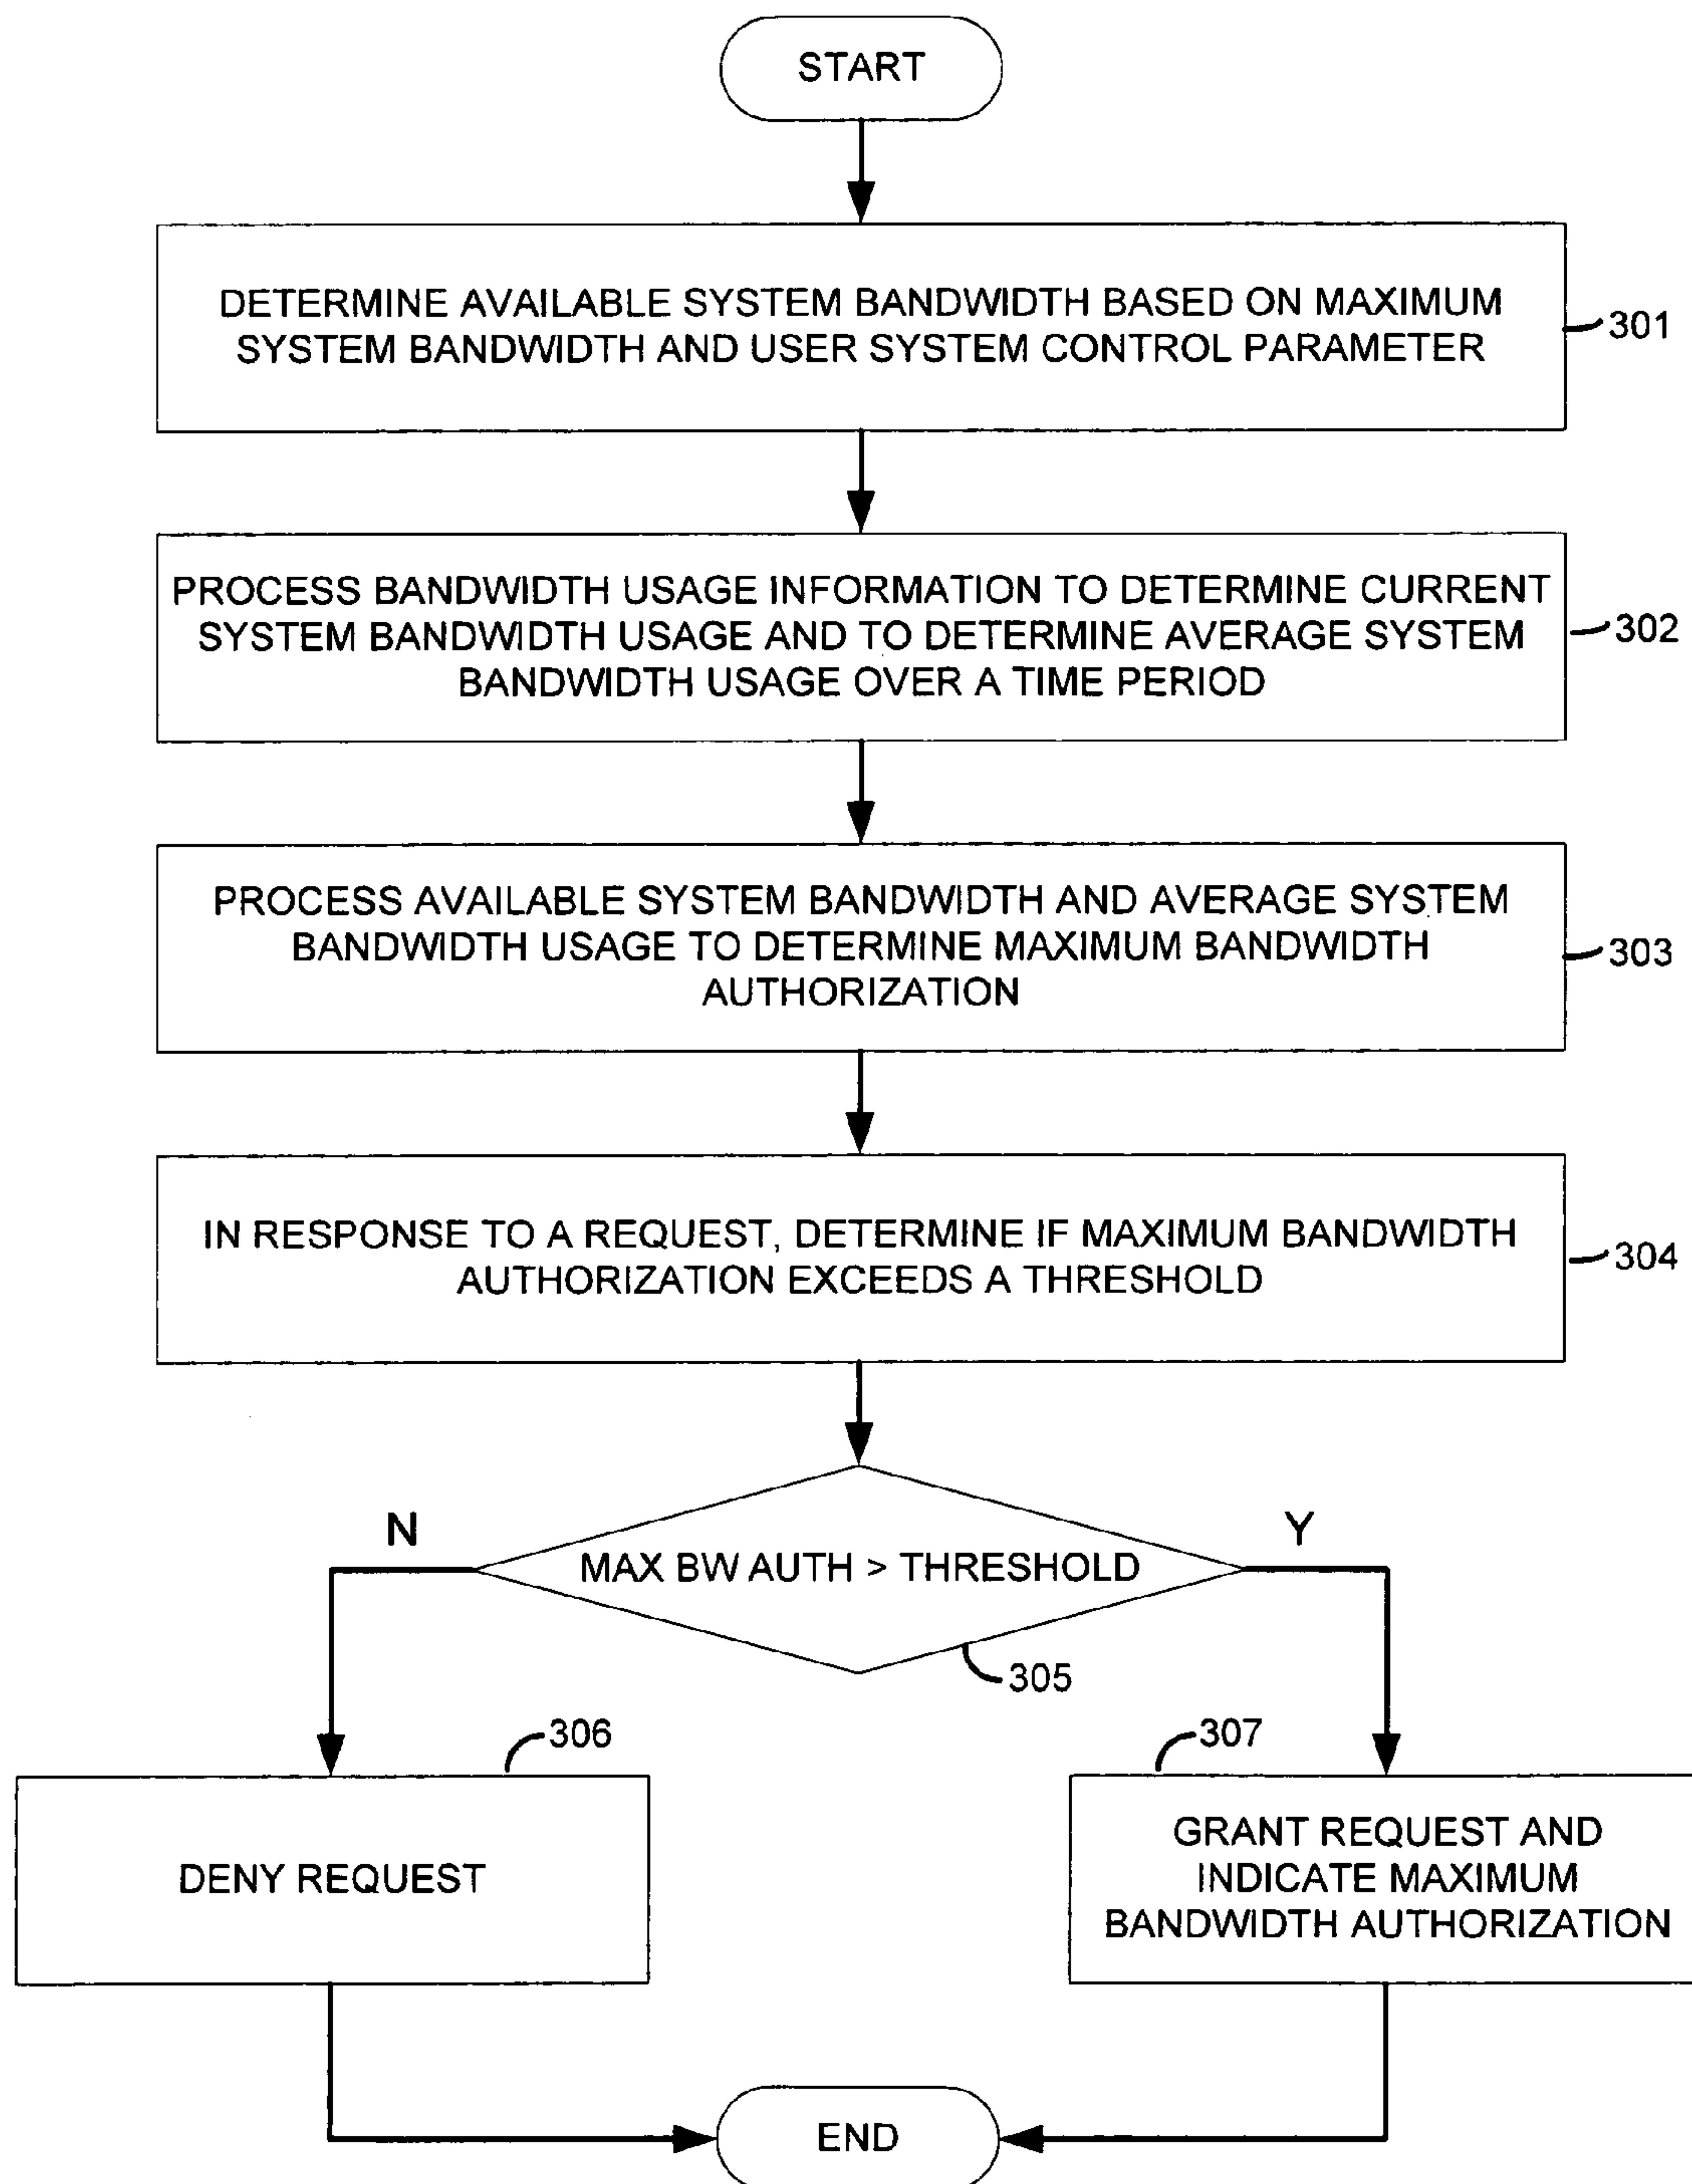 START
DETERMINE AVAILABLE SYSTEM BANDWIDTH BASED ON MAXIMUM
SYSTEM BANDWIDTH AND USER SYSTEM CONTROL PARAMETER
301
PROCESS BANDWIDTH USAGE INFORMATION TO DETERMINE CURRENT
SYSTEM BANDWIDTH USAGE AND TO DETERMINE AVERAGE SYSTEM
BANDWIDTH USAGE OVER A TIME PERIOD
302
PROCESS AVAILABLE SYSTEM BANDWIDTH AND AVERAGE SYSTEM
BANDWIDTH USAGE TO DETERMINE MAXIMUM BANDWIDTH
AUTHORIZATION
303
IN RESPONSE TO A REQUEST, DETERMINE IF MAXIMUM BANDWIDTH
AUTHORIZATION EXCEEDS A THRESHOLD
304
N
Y
MAX BW AUTH > THRESHOLD
305
306
307
DENY REQUEST
GRANT REQUEST AND
INDICATE MAXIMUM
BANDWIDTH AUTHORIZATION
END